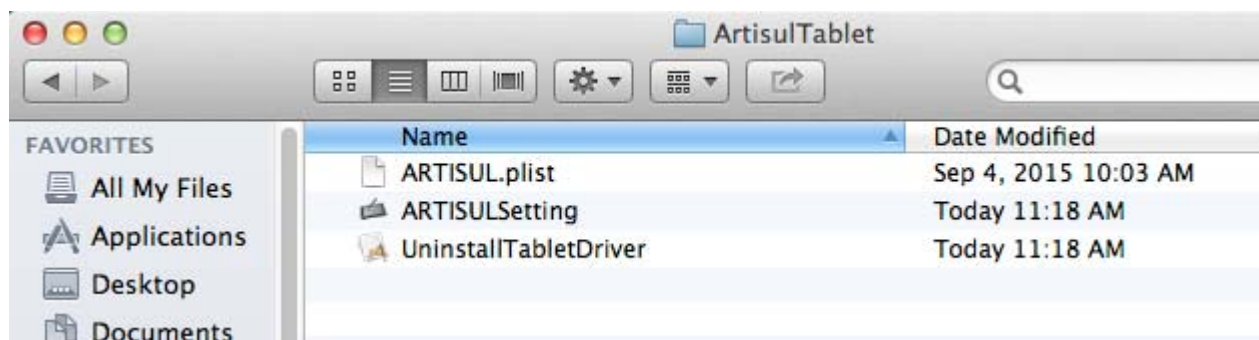 ArtisulTablet
FAVORITES
All My Files
Applications
Desktop
Documents
Name Date Modified
ARTISUL.plist Sep 4, 2015 10:03 AM
ARTISULSetting Today 11:18 AM
UninstallTabletDriver Today 11:18 AM